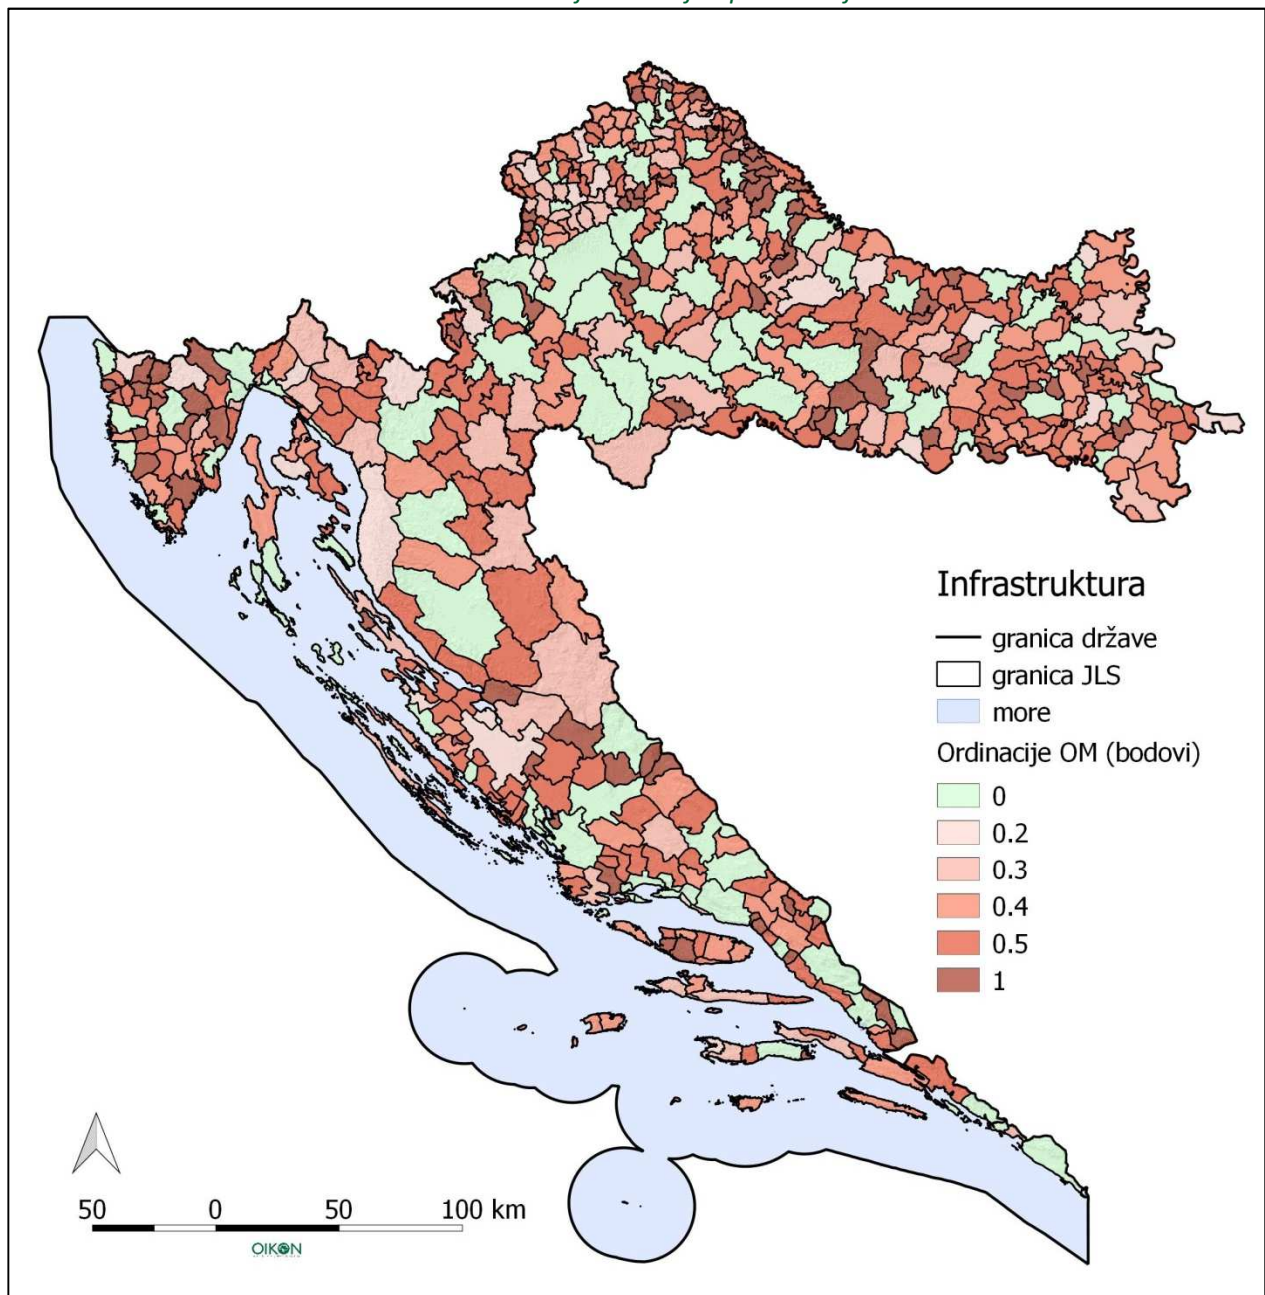 Infrastruktura
granica države
granica JLS
more
Ordinacije OM (bodovi)
0
0.2
0.3
0.4
0.5
1
50 0 50 100 km
OIKON